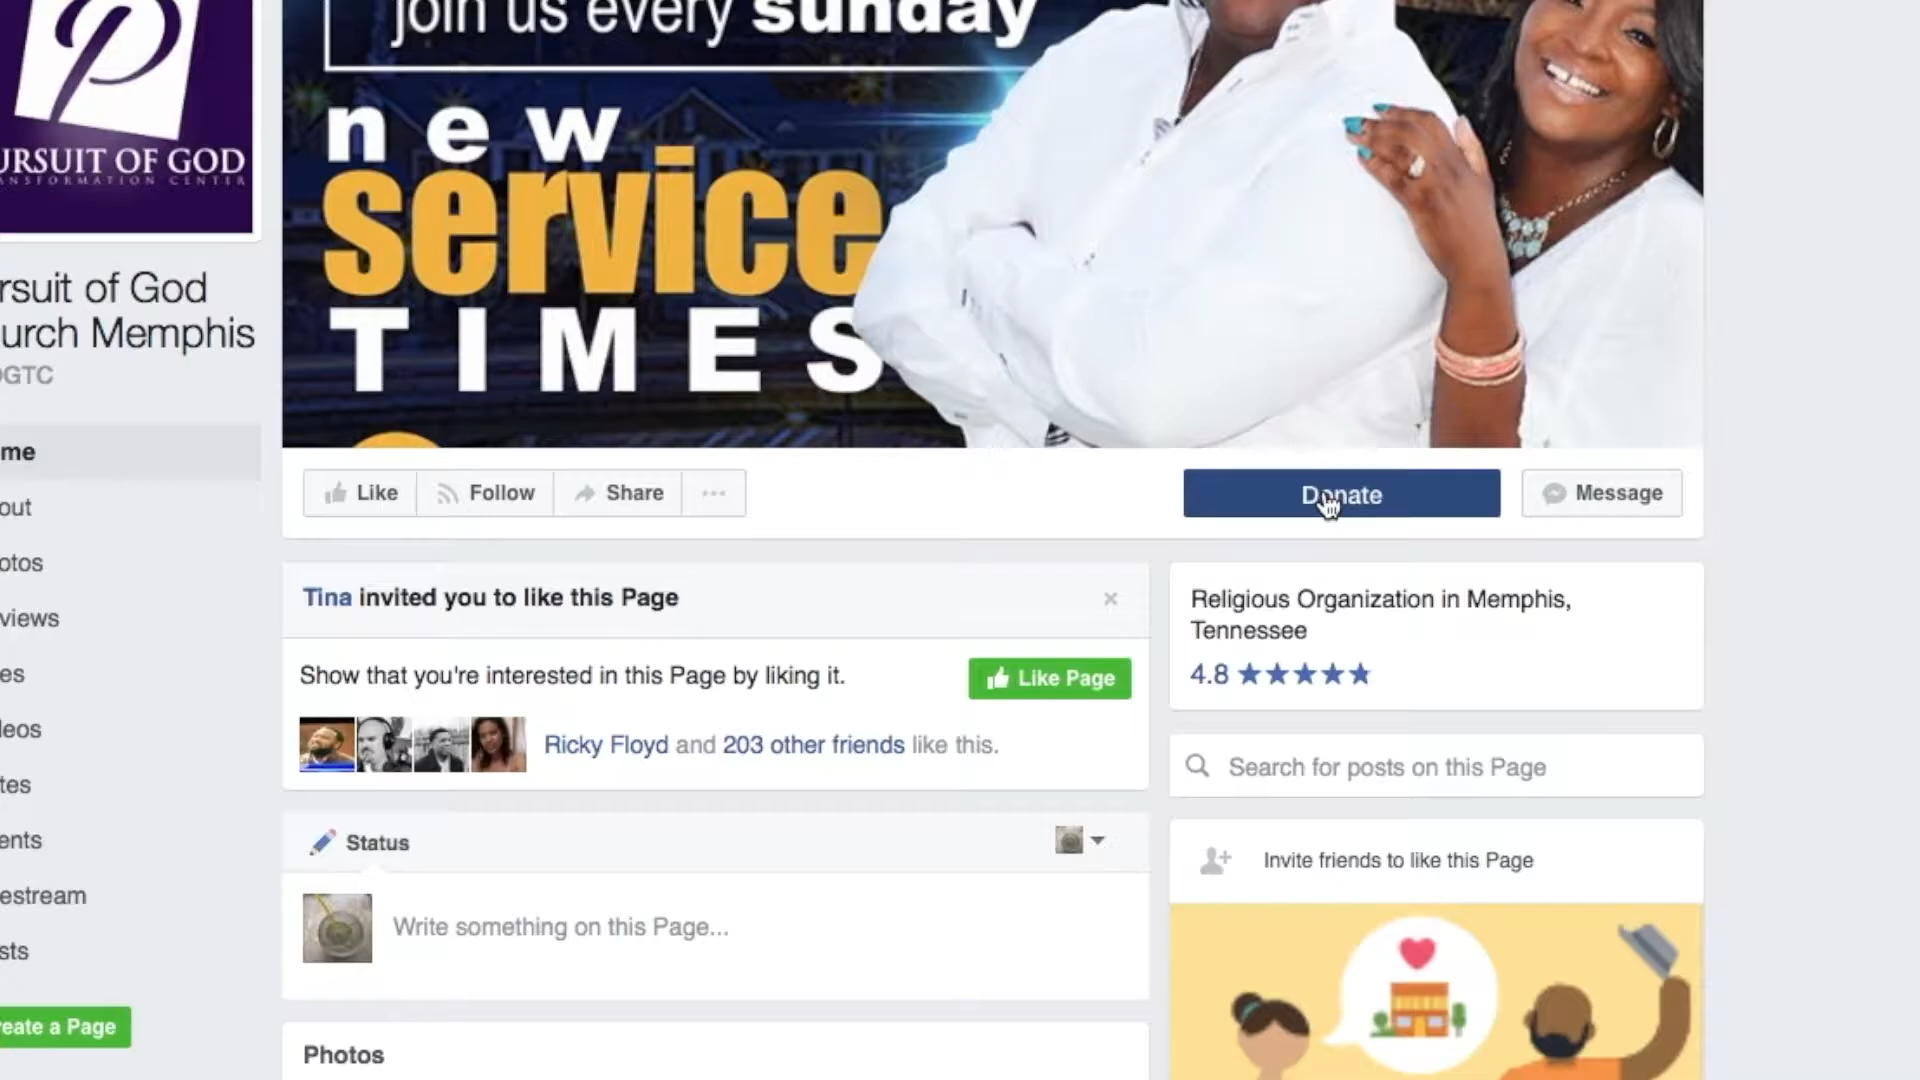 join us every sunday
new
service
TIMES
URSUIT OF GOD
ANSFORMATION CENTER
rsuit of God
urch Memphis
GTC
me
out
otos
views
es
leos
tes
ents
estream
sts
reate a Page
Like
Follow
Share
Donate
Message
Tina invited you to like this Page
Show that you're interested in this Page by liking it.
Like Page
Ricky Floyd and 203 other friends like this.
Status
Write something on this Page...
Photos
Religious Organization in Memphis,
Tennessee
4.8
Search for posts on this Page
Invite friends to like this Page